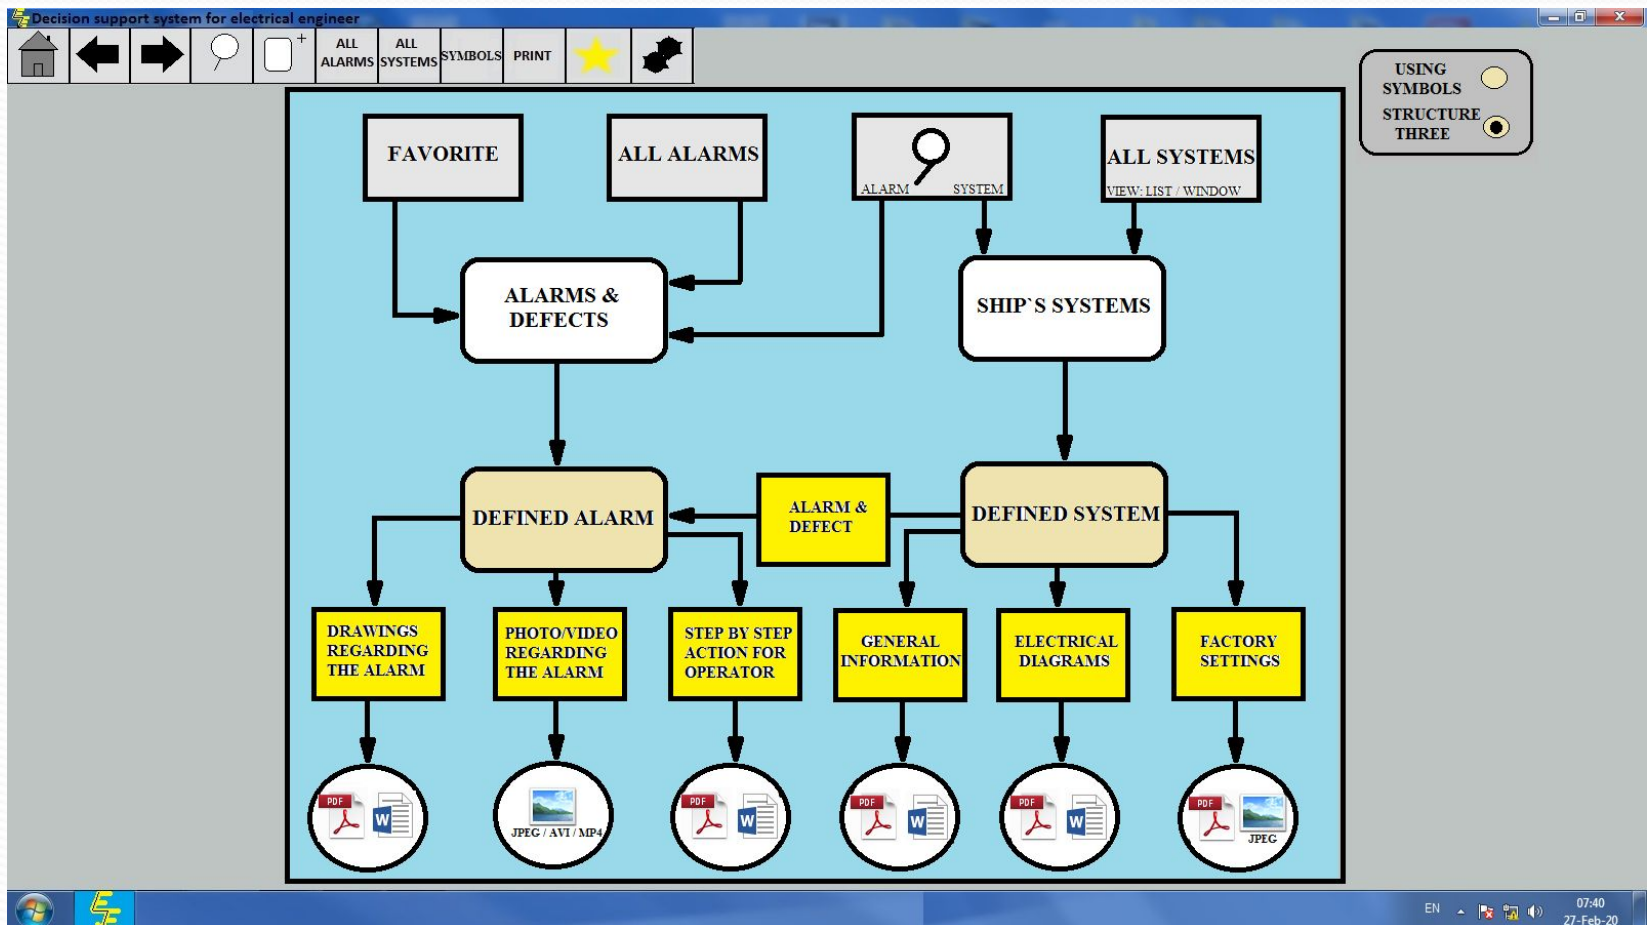 Decision support system for electrical engineer
ALL
ALARMS
ALL
SYSTEMS
SYMBOLS
PRINT
USING
SYMBOLS
STRUCTURE
THREE
FAVORITE
ALL ALARMS
ALARM SYSTEM
ALL SYSTEMS
VIEW: LIST / WINDOW
ALARMS &
DEFECTS
SHIP`S SYSTEMS
DEFINED ALARM
ALARM &
DEFECT
DEFINED SYSTEM
DRAWINGS
REGARDING
THE ALARM
PHOTO/VIDEO
REGARDING
THE ALARM
STEP BY STEP
ACTION FOR
OPERATOR
GENERAL
INFORMATION
ELECTRICAL
DIAGRAMS
FACTORY
SETTINGS
PDF W
JPEG / AVI / MP4
PDF W
PDF W
PDF W
PDF
JPEG
EN
07:40
27-Feb-20